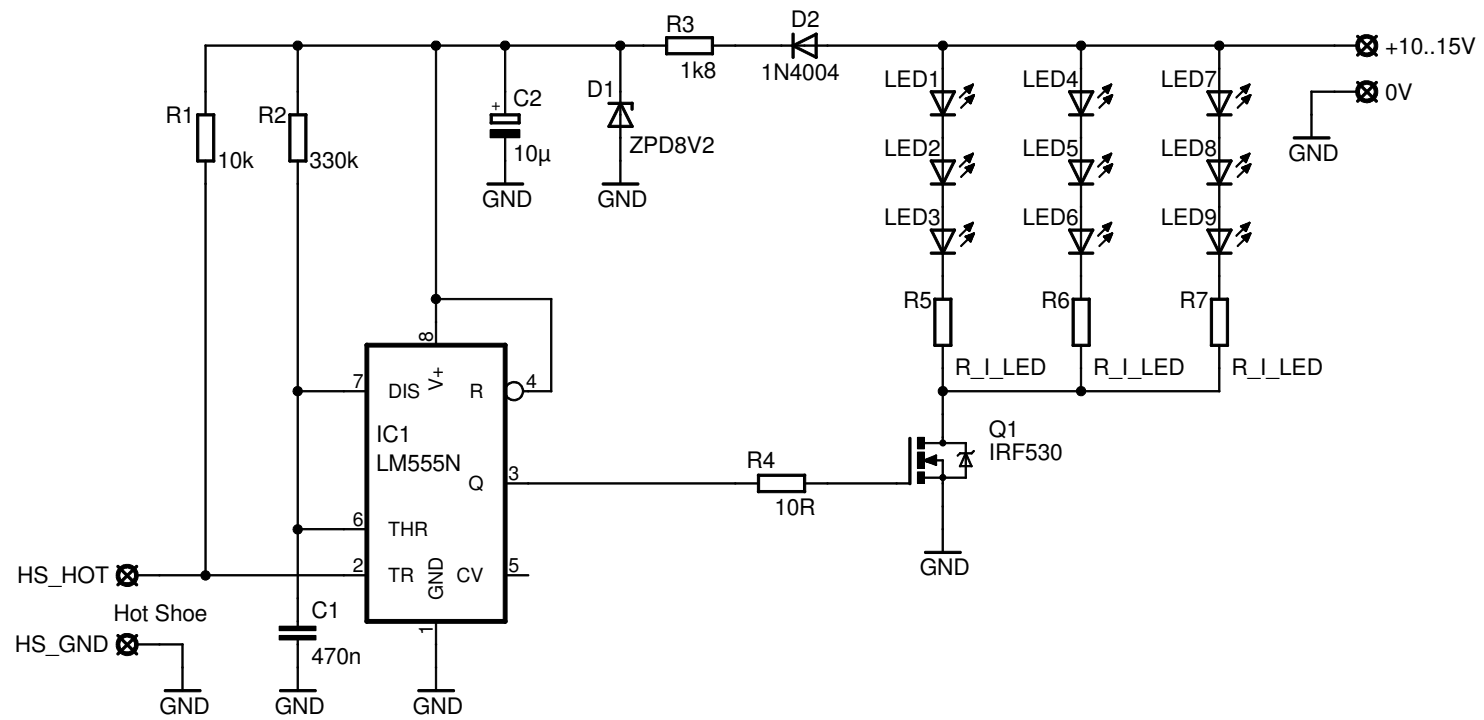 R3
D2
+10..15V
1k8
1N4004
LED1
LED4
LED7
0V
C2
+
D1
R1
R2
10k
330k
10µ
ZPD8V2
LED2
LED5
LED8
GND
GND
GND
LED3
LED6
LED9
R5
R6
R7
8
R_I_LED
R_I_LED
R_I_LED
7
DIS
V+
R
4
IC1
LM555N
Q1
IRF530
Q
3
R4
10R
6
THR
HS_HOT
2
TR
GND
CV
5
GND
Hot Shoe
C1
1
HS_GND
470n
GND
GND
GND